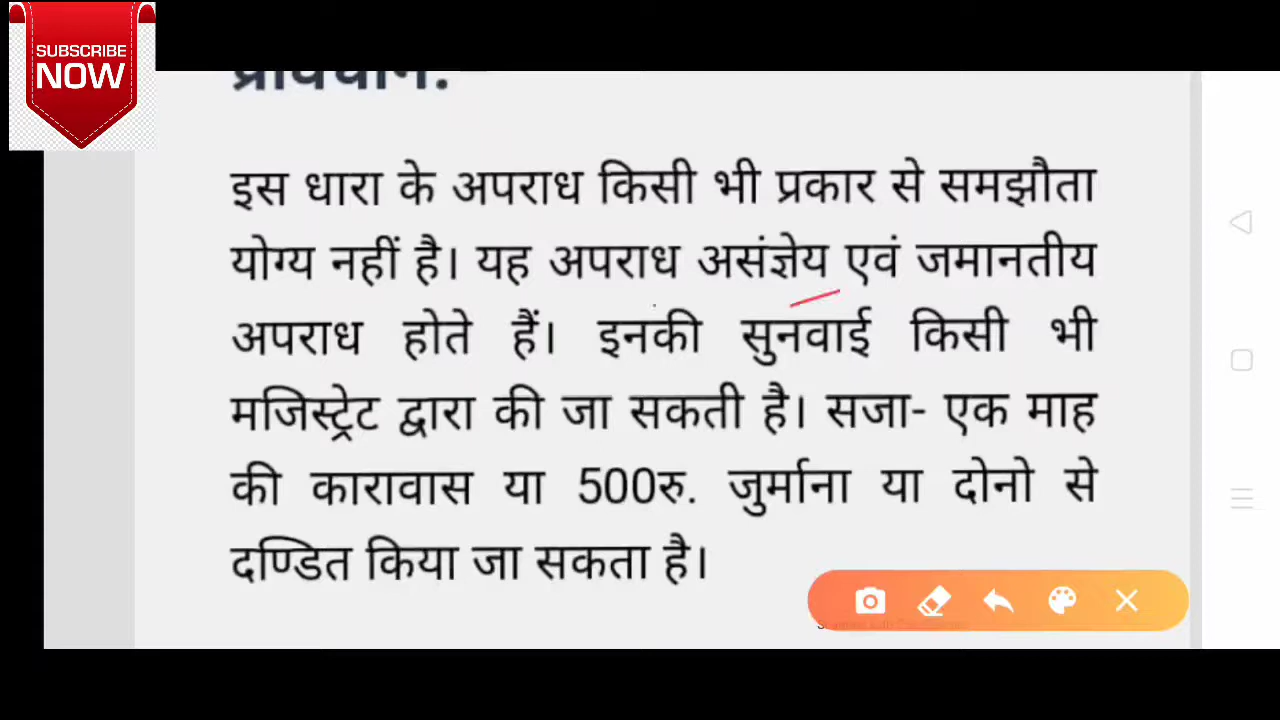 SUBSCRIBE
NOW
प्रावधान:
इस धारा के अपराध किसी भी प्रकार से समझौता
योग्य नहीं है। यह अपराध असंज्ञेय एवं जमानतीय
अपराध होते हैं। इनकी सुनवाई किसी भी
मजिस्ट्रेट द्वारा की जा सकती है। सजा- एक माह
की कारावास या 500रु. जुर्माना या दोनो से
दण्डित किया जा सकता है।